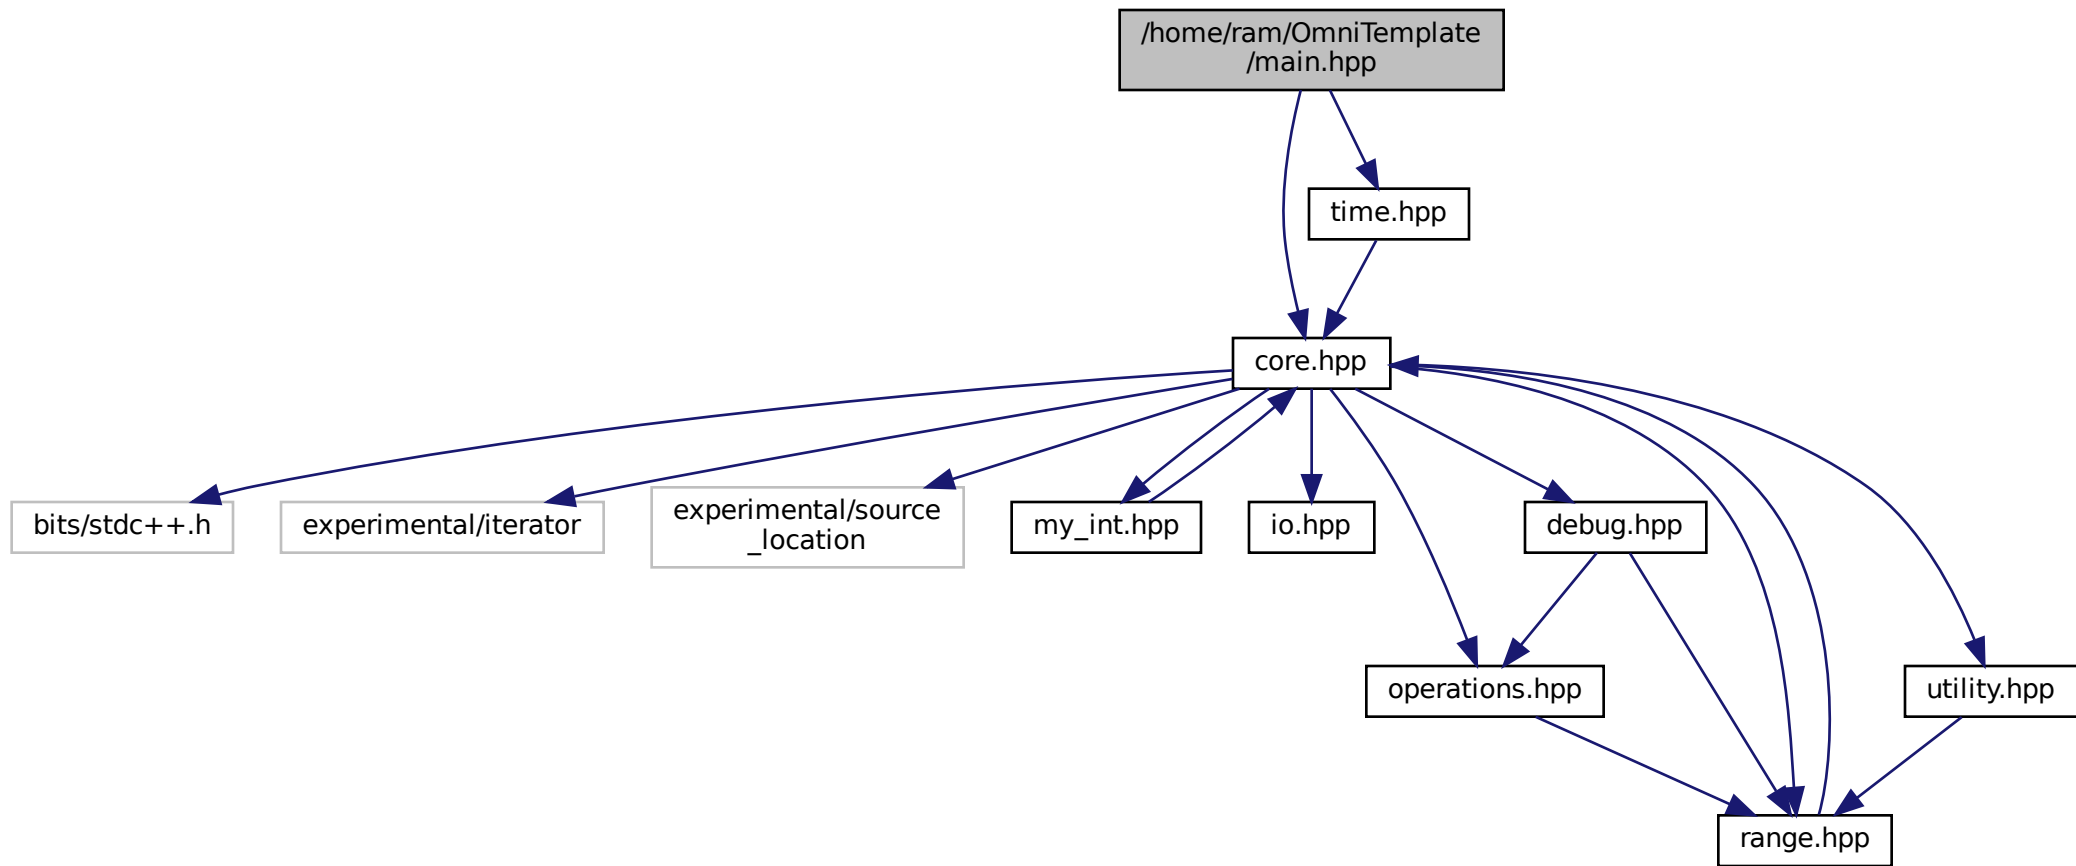 /home/ram/OmniTemplate
/main.hpp
time.hpp
core.hpp
bits/stdc++.h
experimental/iterator
experimental/source
_location
my_int.hpp
io.hpp
debug.hpp
operations.hpp
utility.hpp
range.hpp